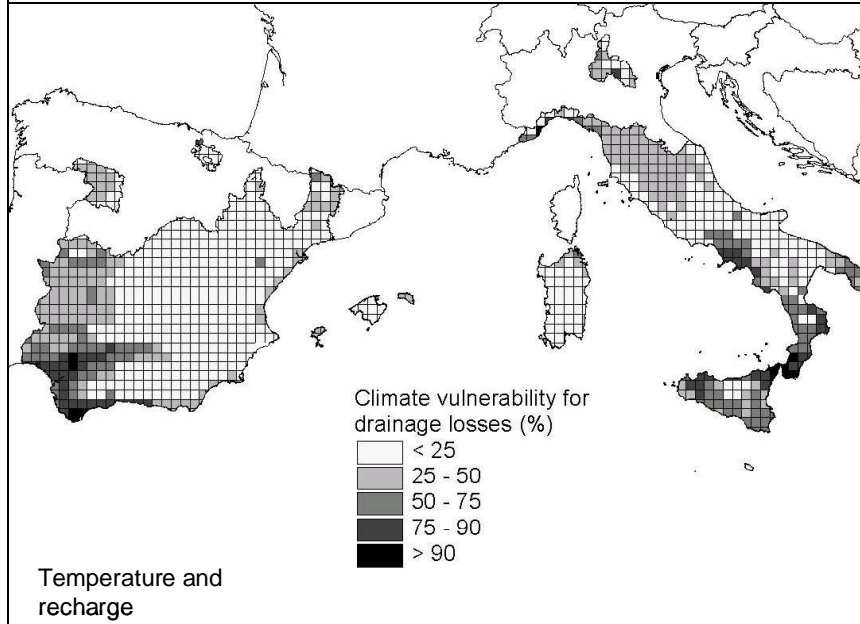 Climate vulnerability for
drainage losses (%)
< 25
25 - 50
50 - 75
75 - 90
> 90
Temperature and
recharge